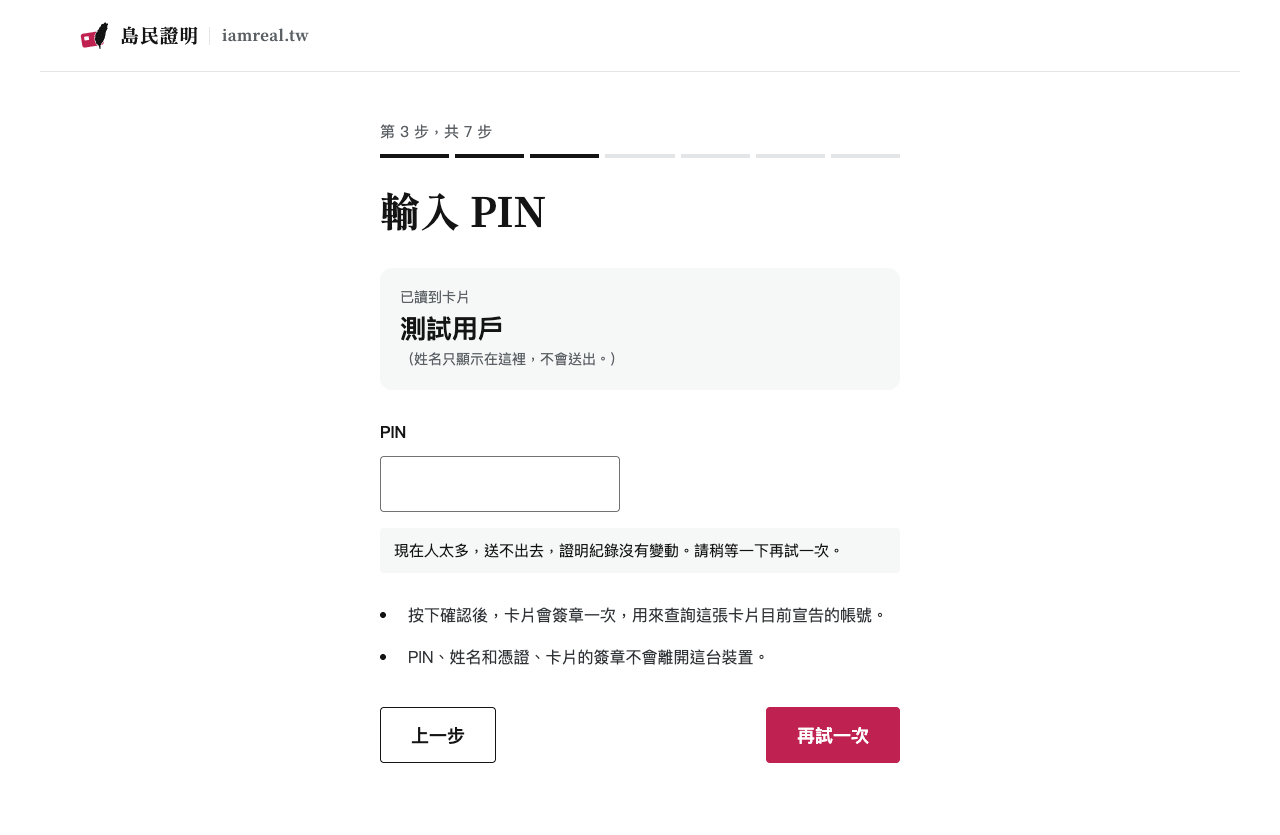 島民證明 iamreal.tw
第 3 步，共 7 步
輸入 PIN
已讀到卡片
測試用戶
（姓名只顯示在這裡，不會送出。）
PIN
現在人太多，送不出去，證明紀錄沒有變動。請稍等一下再試一次。
• 按下確認後，卡片會簽章一次，用來查詢這張卡片目前宣告的帳號。
• PIN、姓名和憑證、卡片的簽章不會離開這台裝置。
上一步 再試一次